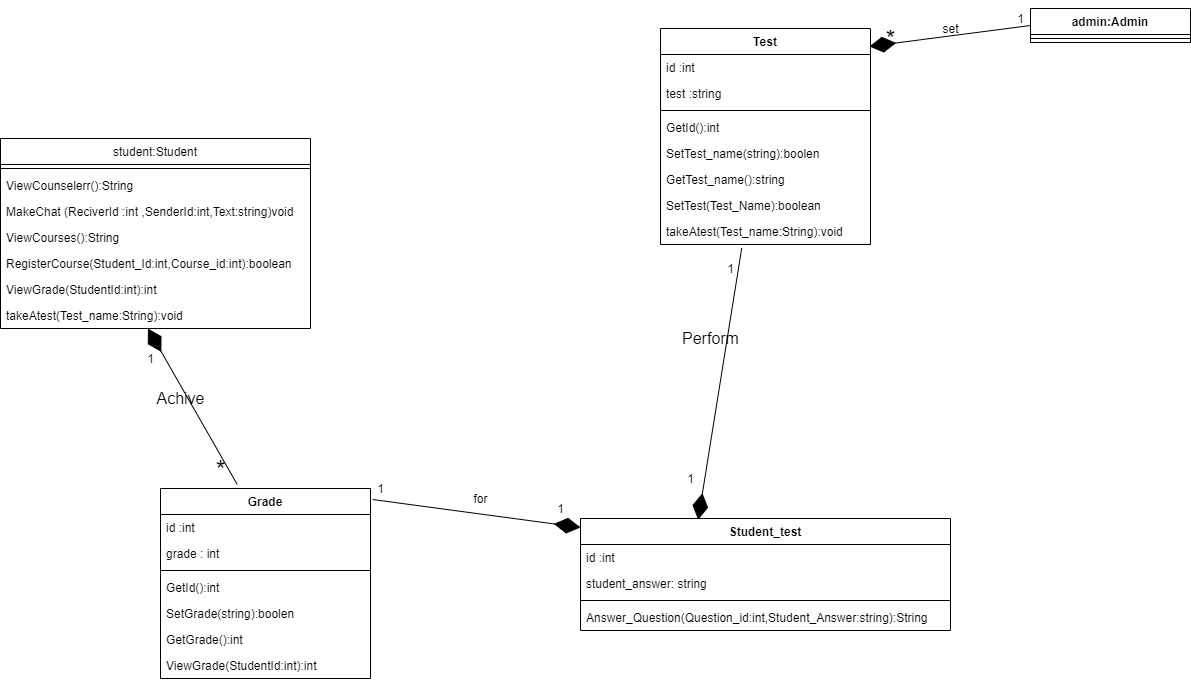 admin:Admin
1
set
*
Test
id :int
test :string
GetId():int
SetTest_name(string):boolen
GetTest_name():string
SetTest(Test_Name):boolean
takeAtest(Test_name:String):void
student:Student
ViewCounselerr():String
MakeChat (ReciverId :int ,SenderId:int,Text:string)void
ViewCourses():String
RegisterCourse(Student_Id:int,Course_id:int):boolean
ViewGrade(StudentId:int):int
takeAtest(Test_name:String):void
1
Perform
1
1
Achive
*
Grade
id :int
grade : int
GetId():int
SetGrade(string):boolen
GetGrade():int
ViewGrade(StudentId:int):int
1
for
1
Student_test
id :int
student_answer: string
Answer_Question(Question_id:int,Student_Answer:string):String